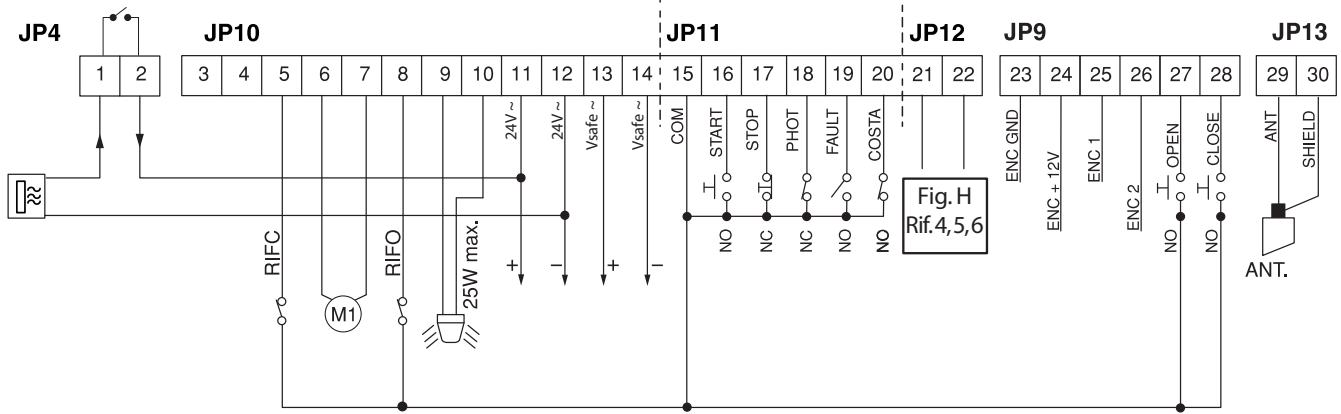 JP4 JP10 JP11 JP12 JP9 JP13
1 2 3 4 5 6 7 8 9 10 11 12 13 14 15 16 17 18 19 20 21 22 23 24 25 26 27 28 29 30
24V ~
24V ~
Vsafe ~
Vsafe ~
COM
START
STOP
PHOT
FAULT
COSTA
ENC GND
ENC + 12V
ENC 1
ENC 2
OPEN
CLOSE
ANT
SHIELD
Fig. H
Rif. 4, 5, 6
NO
NC
NC
NO
NO
NO
NO
ANT.
RIFC
M1
RIFO
25W max.
+ – + –